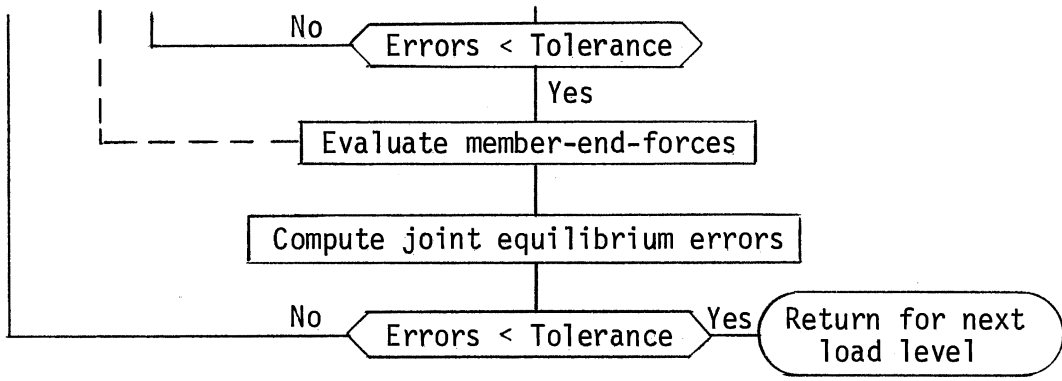 No
Errors < Tolerance
Yes
Evaluate member-end-forces
Compute joint equilibrium errors
No
Errors < Tolerance
Yes
Return for next
load level